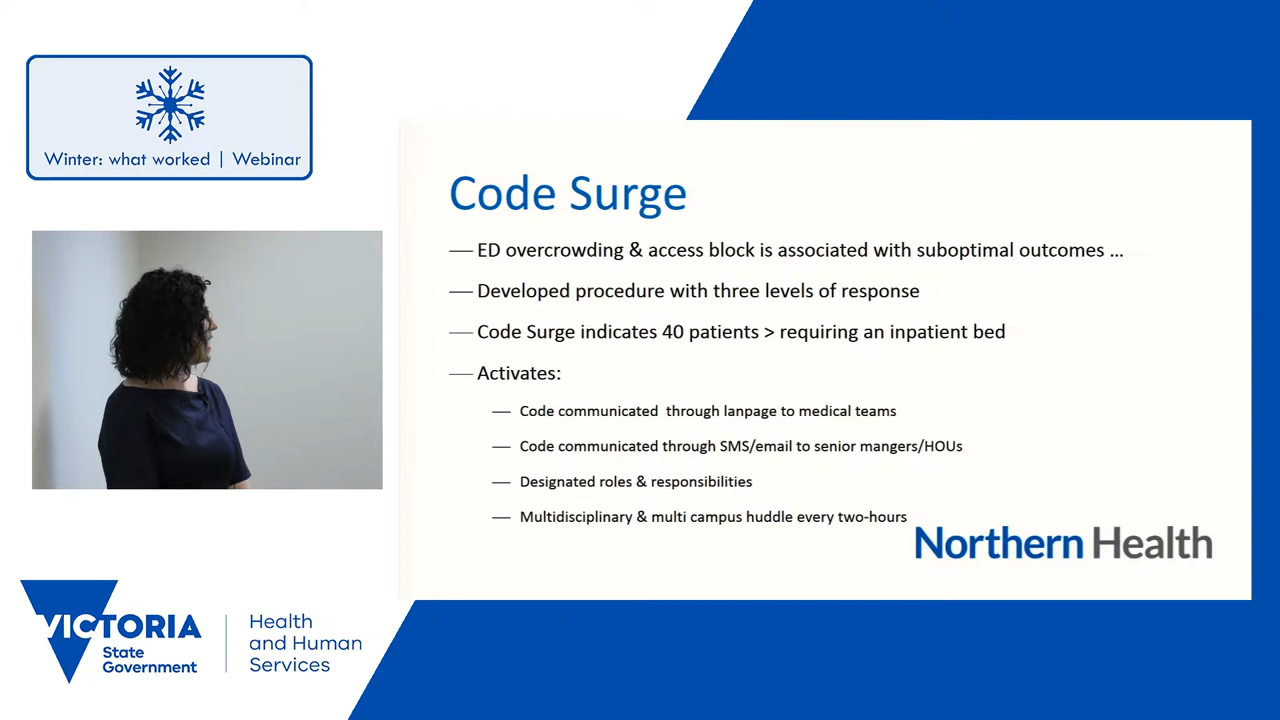 Winter: what worked | Webinar
Code Surge
— ED overcrowding & access block is associated with suboptimal outcomes ...
— Developed procedure with three levels of response
— Code Surge indicates 40 patients > requiring an inpatient bed
— Activates:
— Code communicated through lanpage to medical teams
— Code communicated through SMS/email to senior mangers/HOUs
— Designated roles & responsibilities
— Multidisciplinary & multi campus huddle every two-hours
Northern Health
VICTORIA
State
Government
Health
and Human
Services